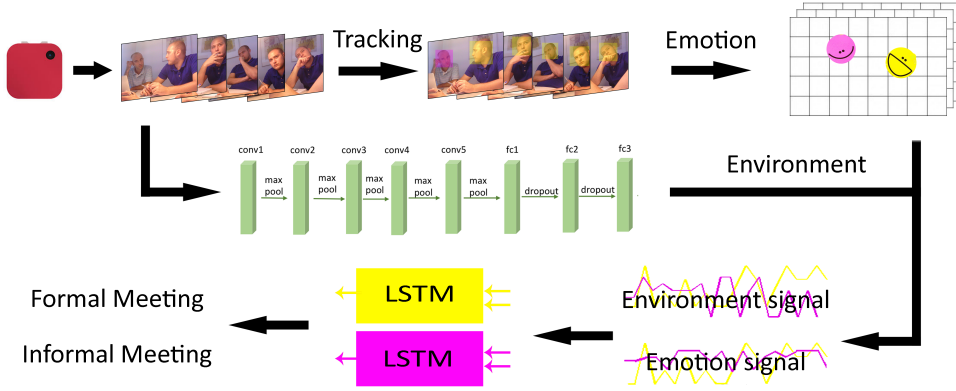 Tracking
Emotion
conv1
conv2
conv3
conv4
conv5
fc1
fc2
fc3
max
pool
max
pool
max
pool
max
pool
max
pool
dropout
dropout
Environment
Formal Meeting
Informal Meeting
LSTM
LSTM
Environment signal
Emotion signal